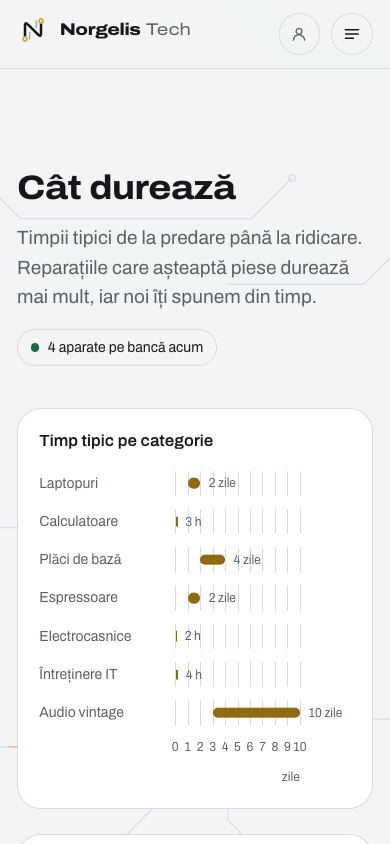 Norgelis Tech
Cât durează
Timpii tipici de la predare până la ridicare.
Reparațiile care așteaptă piese durează
mai mult, iar noi îți spunem din timp.
4 aparate pe bancă acum
Timp tipic pe categorie
Laptopuri 2 zile
Calculatoare 3 h
Plăci de bază 4 zile
Espressoare 2 zile
Electrocasnice 2 h
Întreținere IT 4 h
Audio vintage 10 zile
0 1 2 3 4 5 6 7 8 9 10
zile